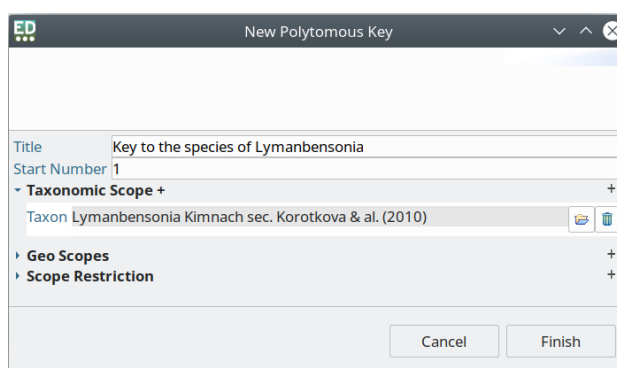 ED
New Polytomous Key
Title Key to the species of Lymanbensonia
Start Number 1
Taxonomic Scope + +
Taxon Lymanbensonia Kimnach sec. Korotkova & al. (2010)
Geo Scopes +
Scope Restriction +
Cancel Finish